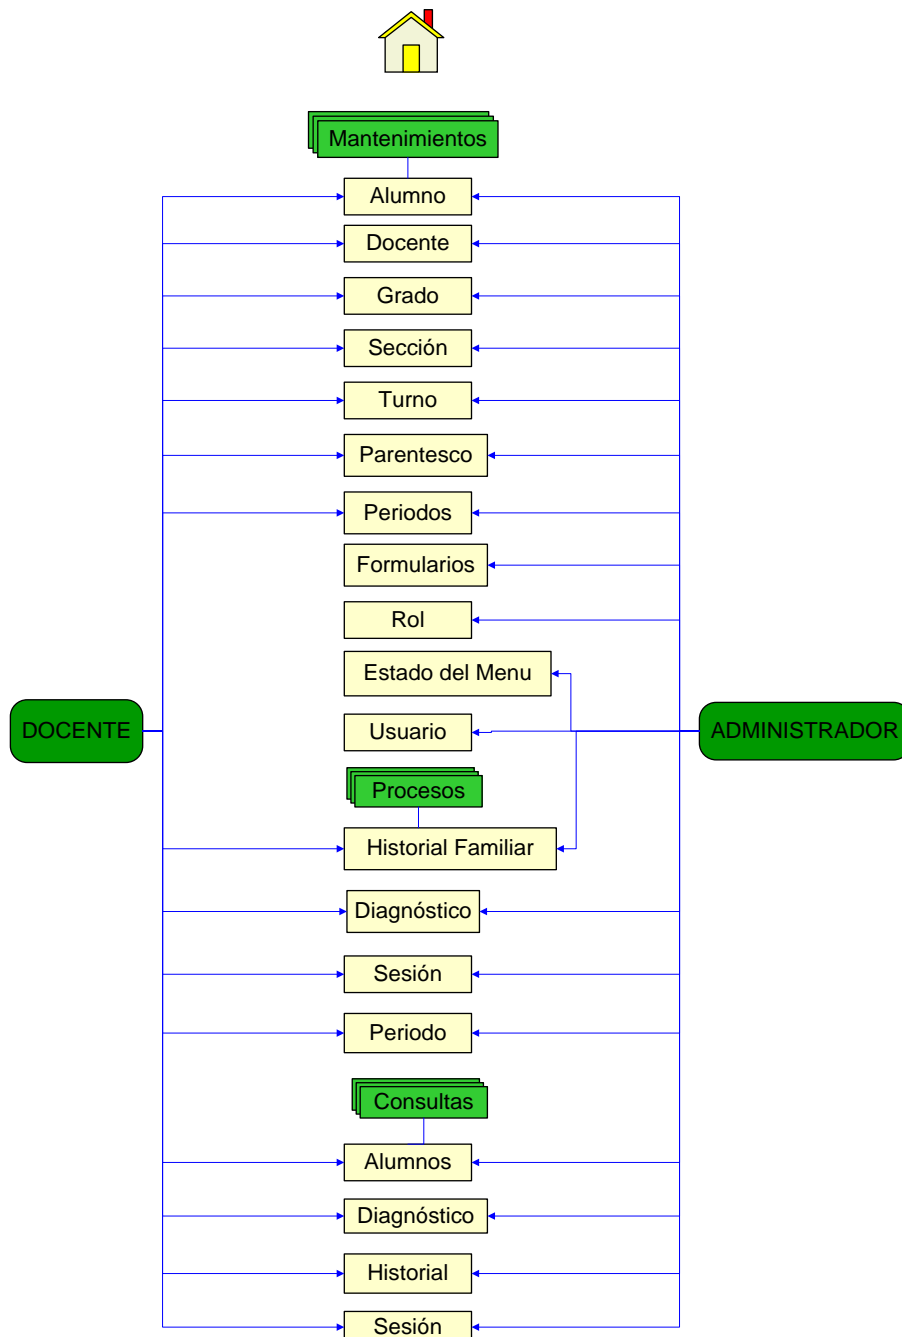 Mantenimientos
Alumno
Docente
Grado
Sección
Turno
Parentesco
Periodos
Formularios
Rol
Estado del Menu
DOCENTE
ADMINISTRADOR
Usuario
Procesos
Historial Familiar
Diagnóstico
Sesión
Periodo
Consultas
Alumnos
Diagnóstico
Historial
Sesión